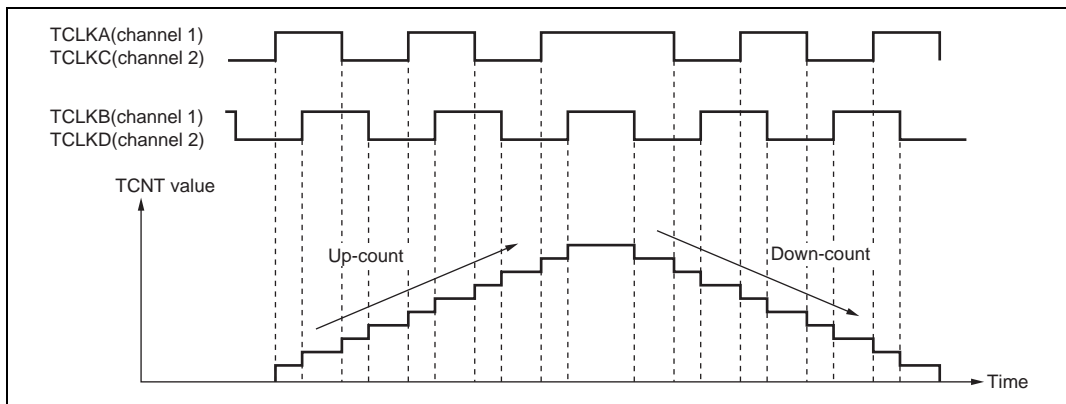 TCLKA(channel 1)
TCLKC(channel 2)
TCLKB(channel 1)
TCLKD(channel 2)
TCNT value
Up-count
Down-count
Time